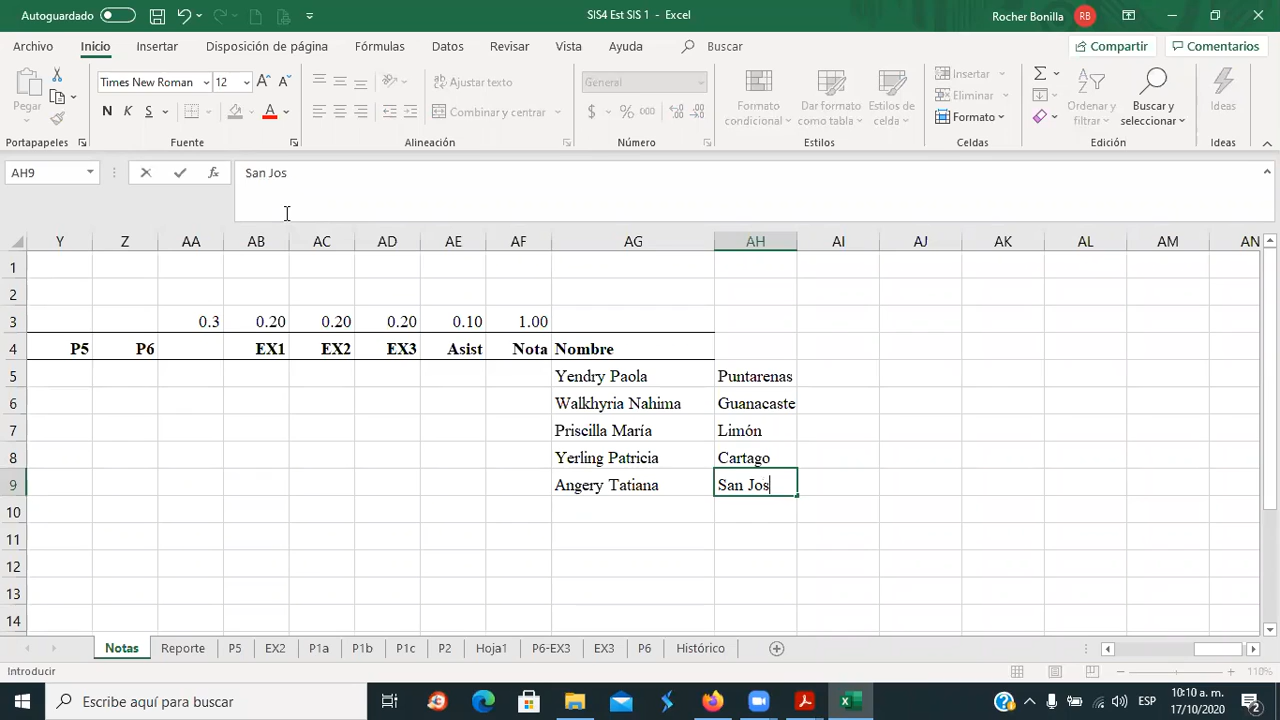 Autoguardado
SIS4 Est SIS 1 - Excel
Rocher Bonilla
RB
Archivo Inicio Insertar Disposición de página Fórmulas Datos Revisar Vista Ayuda Buscar Compartir Comentarios
Pegar
Times New Roman 12
N K S
Ajustar texto
Combinar y centrar
General
$ % 000
Formato condicional
Dar formato como tabla
Estilos de celda
Insertar
Eliminar
Formato
Ordenar y filtrar
Buscar y seleccionar
Ideas
Portapapeles Fuente Alineación Número Estilos Celdas Edición Ideas
AH9 fx San Jos
Y Z AA AB AC AD AE AF AG AH AI AJ AK AL AM AN
1
2
3 0.3 0.20 0.20 0.20 0.10 1.00
4 P5 P6 EX1 EX2 EX3 Asist Nota Nombre
5 Yendry Paola Puntarenas
6 Walkhyria Nahima Guanacaste
7 Priscilla María Limón
8 Yerling Patricia Cartago
9 Angery Tatiana San Jos
10
11
12
13
14
Notas Reporte P5 EX2 P1a P1b P1c P2 Hoja1 P6-EX3 EX3 P6 Histórico
Introducir 110%
Escribe aquí para buscar
ESP
10:10 a. m.
17/10/2020
2